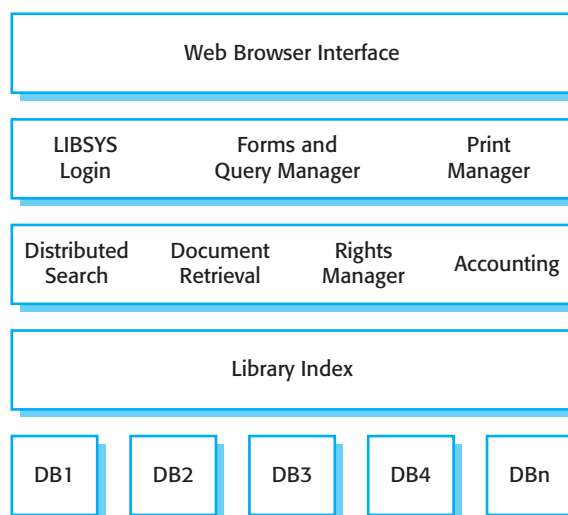 Web Browser Interface
LIBSYS
Login
Forms and
Query Manager
Print
Manager
Distributed
Search
Document
Retrieval
Rights
Manager
Accounting
Library Index
DB1
DB2
DB3
DB4
DBn